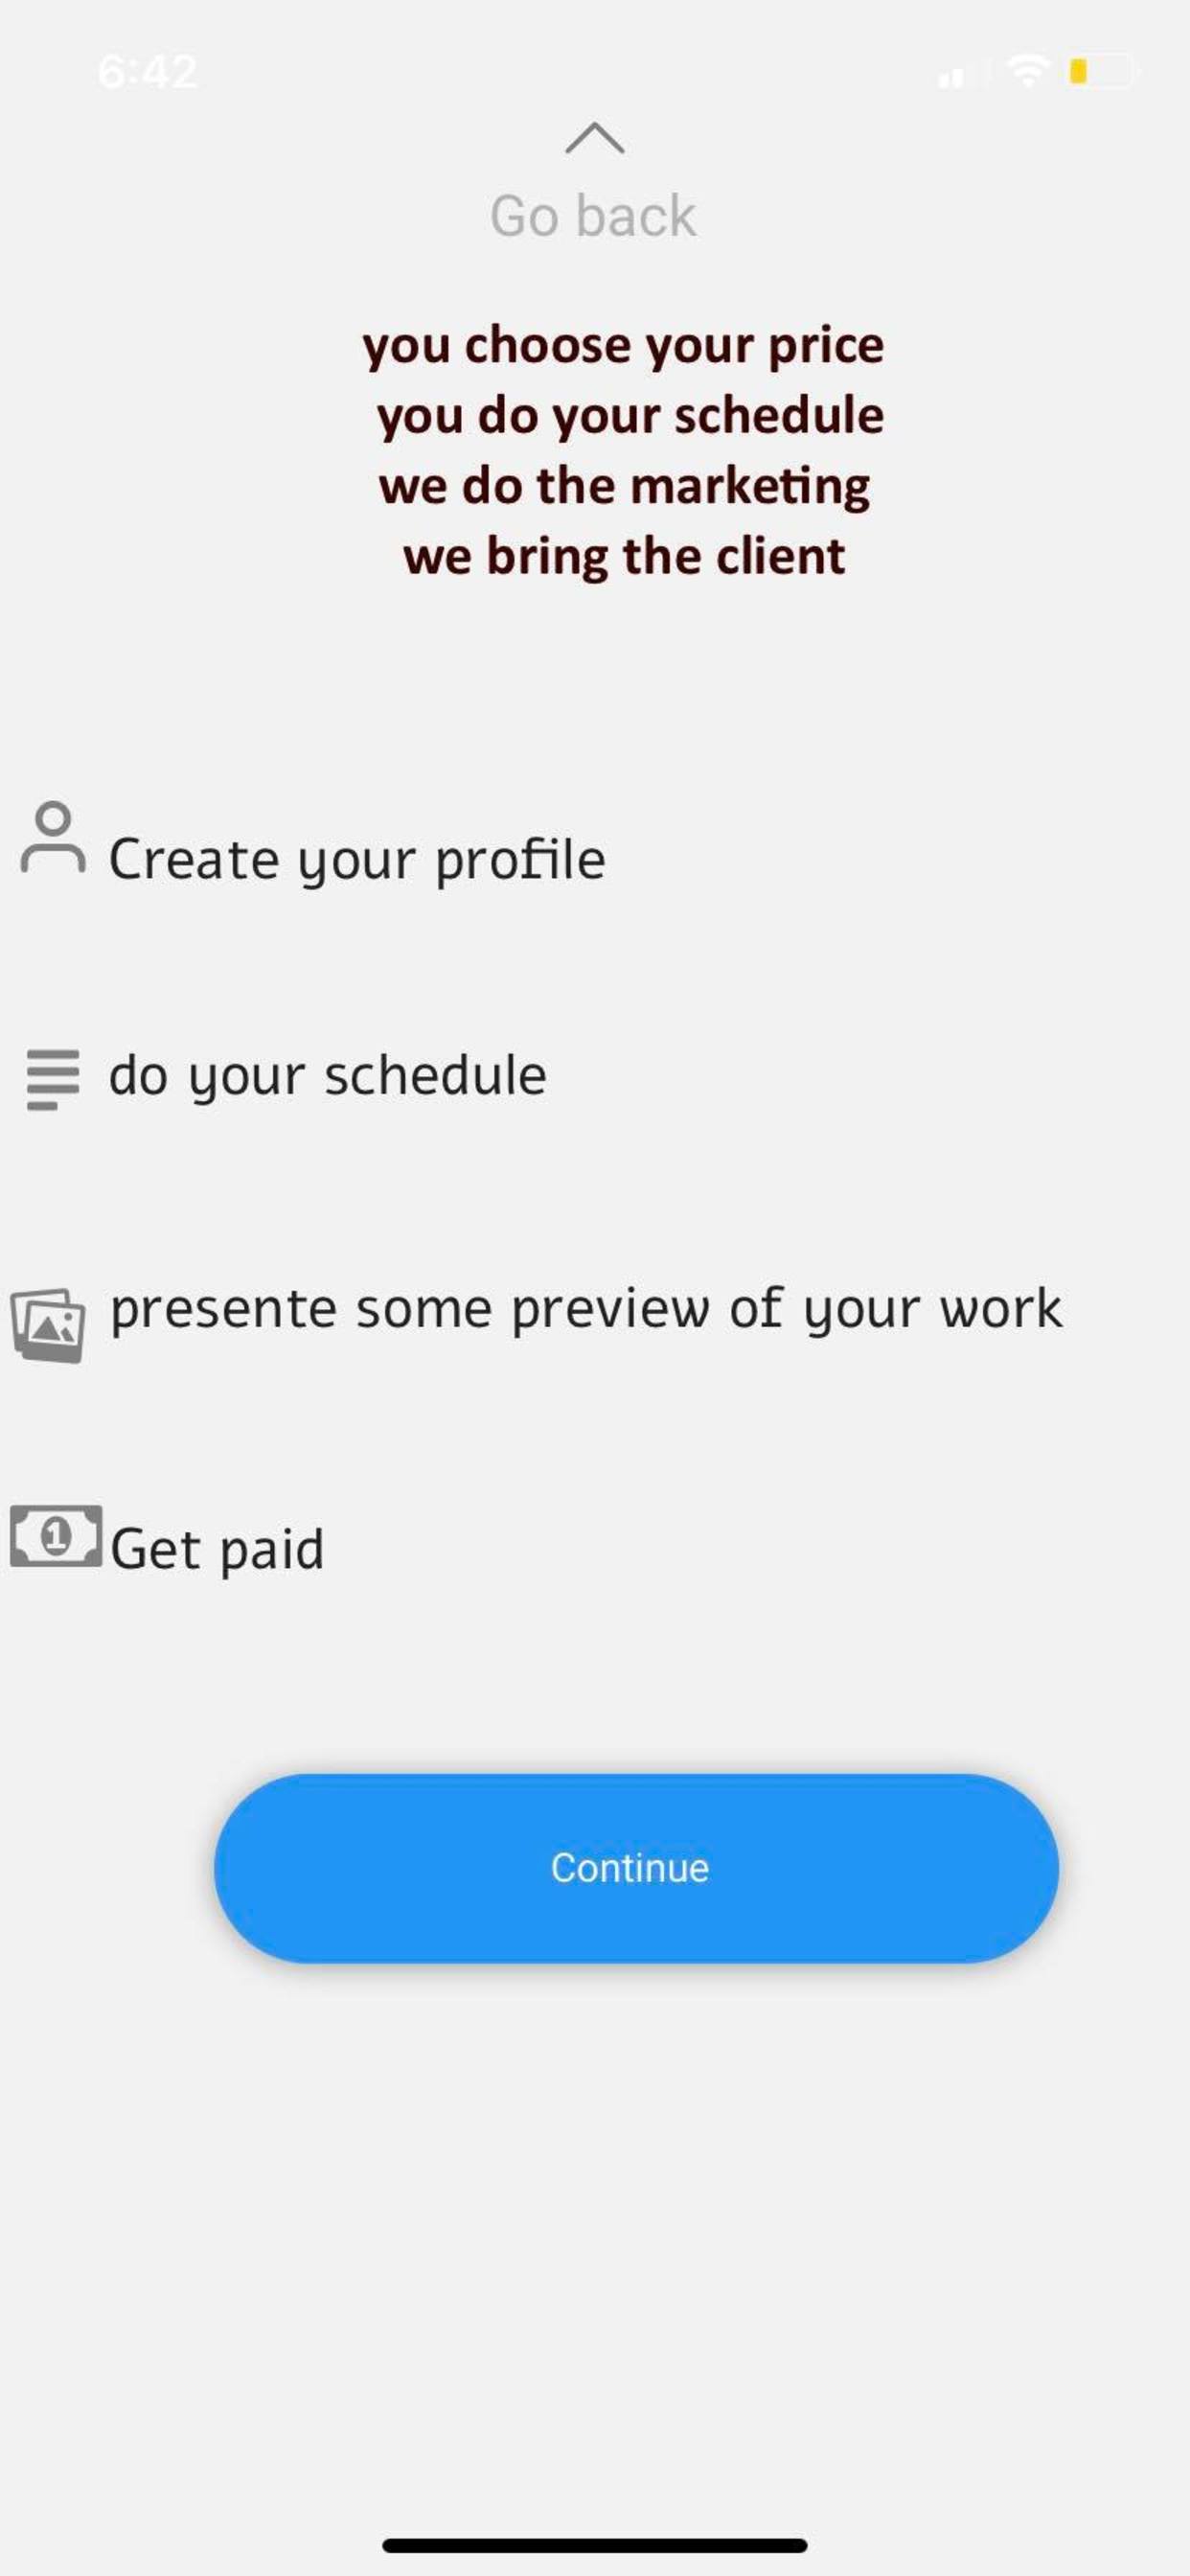 6:42
Go back
you choose your price
you do your schedule
we do the marketing
we bring the client
Create your profile
do your schedule
presente some preview of your work
1
Get paid
Continue